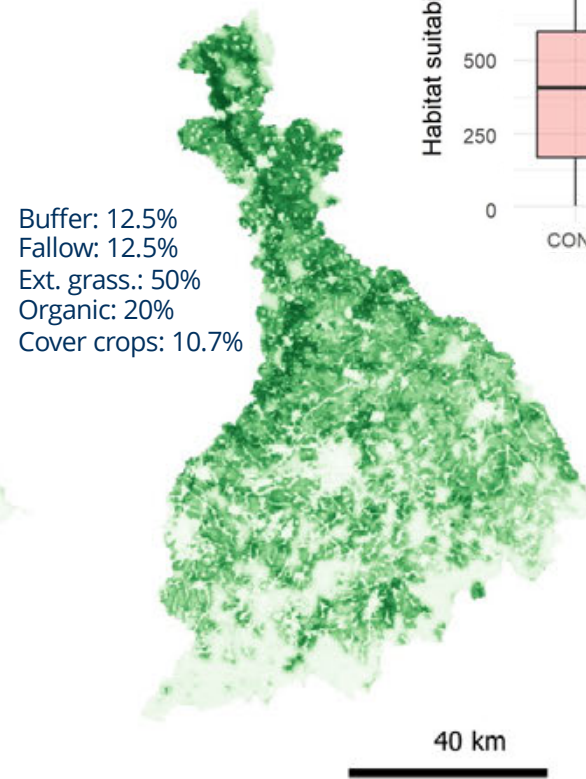 Habitat suitab
500
250
0
CON
Buffer: 12.5%
Fallow: 12.5%
Ext. grass.: 50%
Organic: 20%
Cover crops: 10.7%
40 km